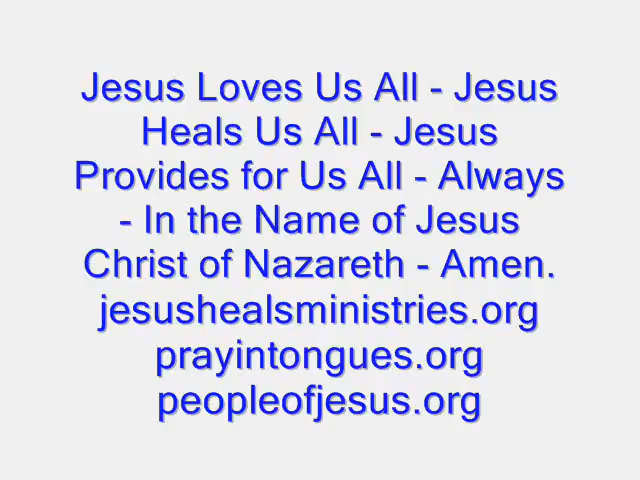 Jesus Loves Us All - Jesus
Heals Us All - Jesus
Provides for Us All - Always
- In the Name of Jesus
Christ of Nazareth - Amen.
jesushealsministries.org
prayintongues.org
peopleofjesus.org